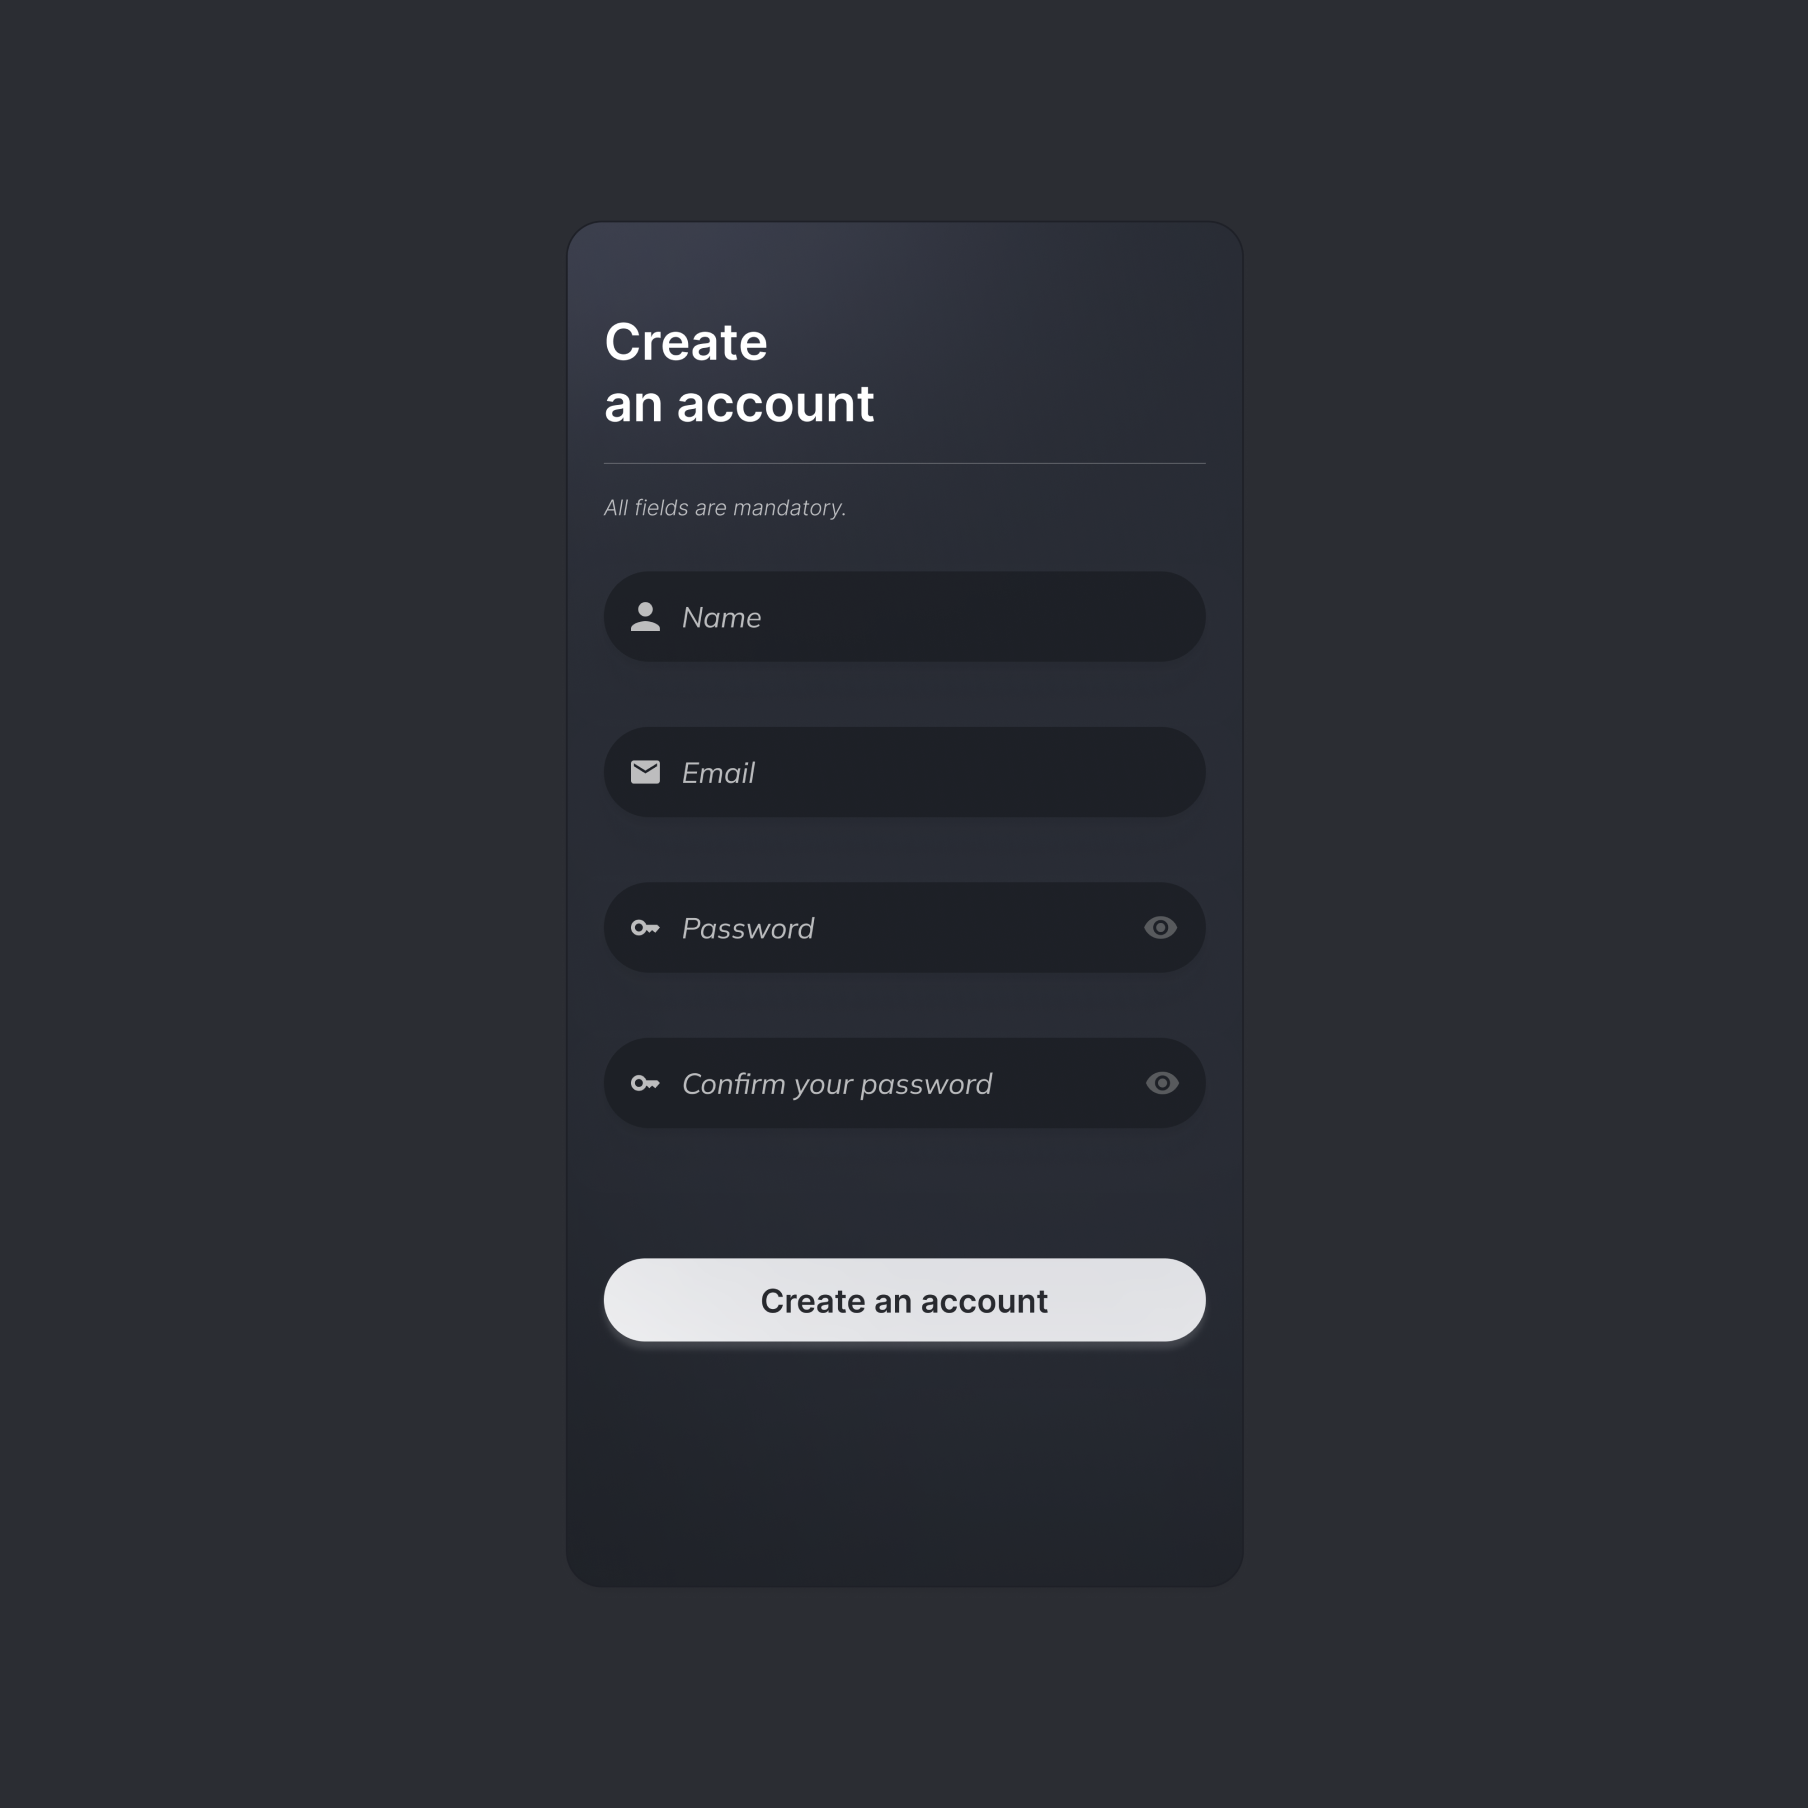 Create
an account
All fields are mandatory.
Name
Email
Password
Confirm your password
Create an account